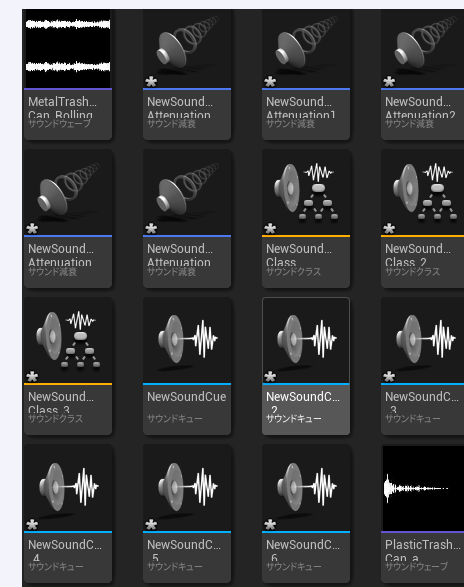 MetalTrash...
Can_Rolling
サウンドウェーブ
NewSound...
Attenuation
サウンド減衰
NewSound...
Attenuation1
サウンド減衰
NewSound...
Attenuation2
サウンド減衰
NewSound...
Attenuation
サウンド減衰
NewSound...
Attenuation
サウンド減衰
NewSound...
Class
サウンドクラス
NewSound...
Class_2
サウンドクラス
NewSound...
Class_3
サウンドクラス
NewSoundCue
サウンドキュー
NewSoundC...
_2
サウンドキュー
NewSoundC...
_3
サウンドキュー
NewSoundC...
_4
サウンドキュー
NewSoundC...
_5
サウンドキュー
NewSoundC...
_6
サウンドキュー
PlasticTrash...
Can_a
サウンドウェーブ